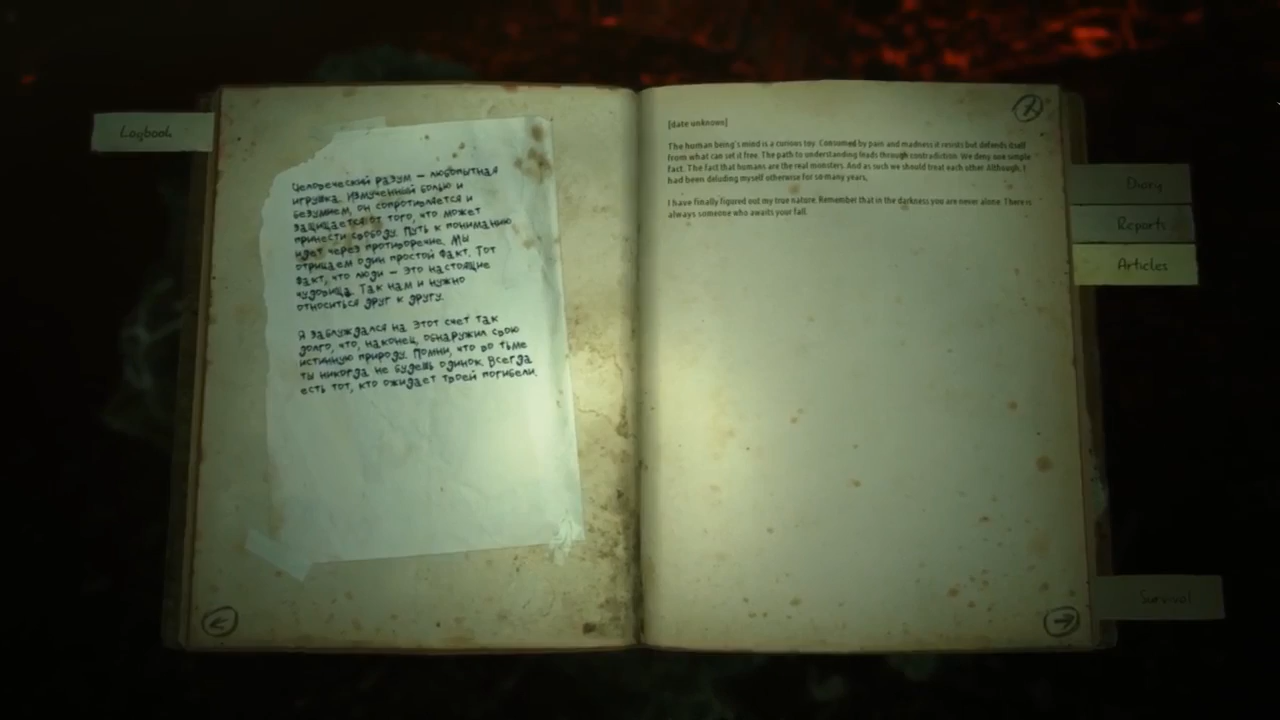 Logbook
Человеческий разум – любопытная
игрушка. Измученный болью и
безумием, он сопротивляется и
защищается от того, что может
принести свободу. Путь к пониманию
идет через противоречие. Мы
отрицаем один простой факт. Тот
факт, что люди – это настоящие
чудовища. Так нам и нужно
относиться друг к другу.
Я заблуждался на этот счет так
долго, что, наконец, обнаружил свою
истинную природу. Помни, что во тьме
ты никогда не будешь одинок. Всегда
есть тот, кто ожидает твоей погибели.
[date unknown]
The human being's mind is a curious toy. Consumed by pain and madness it resists but defends itself
from what can set it free. The path to understanding leads through contradiction. We deny one simple
fact. The fact that humans are the real monsters. And as such we should treat each other. Although, I
had been deluding myself otherwise for so many years,
I have finally figured out my true nature. Remember that in the darkness you are never alone. There is
always someone who awaits your fall.
X
Diary
Reports
Articles
Survival